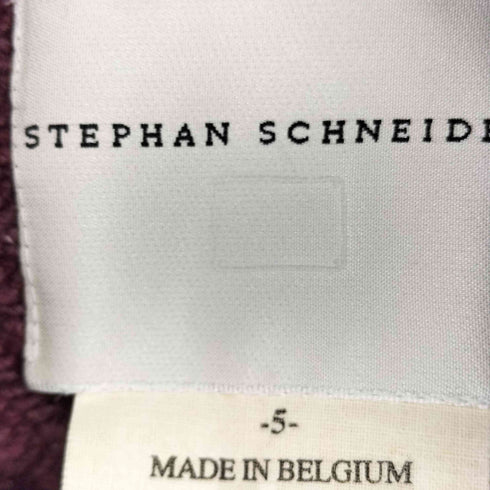 STEPHAN SCHNEID
-5-
MADE IN BELGIUM